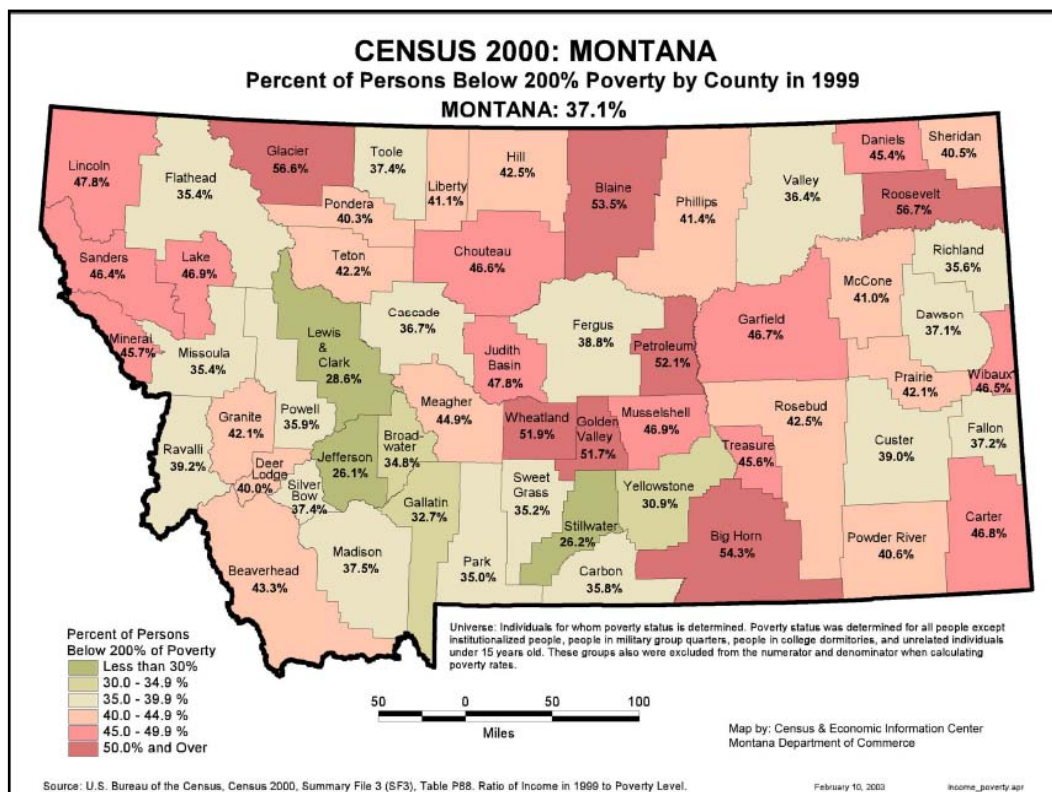 CENSUS 2000: MONTANA
Percent of Persons Below 200% Poverty by County in 1999
MONTANA: 37.1%
Lincoln
47.8%
Flathead
35.4%
Glacier
56.6%
Toole
37.4%
Liberty
41.1%
Hill
42.5%
Blaine
53.5%
Phillips
41.4%
Valley
36.4%
Daniels
45.4%
Sheridan
40.5%
Roosevelt
56.7%
Pondera
40.3%
Sanders
46.4%
Lake
46.9%
Teton
42.2%
Chouteau
46.6%
Richland
35.6%
McCone
41.0%
Dawson
37.1%
Mineral
45.7%
Missoula
35.4%
Lewis
&
Clark
28.6%
Cascade
36.7%
Judith
Basin
47.8%
Fergus
38.8%
Petroleum
52.1%
Garfield
46.7%
Prairie
42.1%
Wibaux
46.5%
Ravalli
39.2%
Granite
42.1%
Powell
35.9%
Meagher
44.9%
Wheatland
51.9%
Golden
Valley
51.7%
Musselshell
46.9%
Rosebud
42.5%
Treasure
45.6%
Custer
39.0%
Fallon
37.2%
Deer
Lodge
40.0%
Silver
Bow
37.4%
Jefferson
26.1%
Broad-
water
34.8%
Gallatin
32.7%
Sweet
Grass
35.2%
Stillwater
26.2%
Yellowstone
30.9%
Big Horn
54.3%
Powder River
40.6%
Carter
46.8%
Beaverhead
43.3%
Madison
37.5%
Park
35.0%
Carbon
35.8%
Universe: Individuals for whom poverty status is determined. Poverty status was determined for all people except
institutionalized people, people in military group quarters, people in college dormitories, and unrelated individuals
under 15 years old. These groups also were excluded from the numerator and denominator when calculating
poverty rates.
Percent of Persons
Below 200% of Poverty
Less than 30%
30.0 - 34.9 %
35.0 - 39.9 %
40.0 - 44.9 %
45.0 - 49.9 %
50.0% and Over
50 0 50 100
Miles
Map by: Census & Economic Information Center
Montana Department of Commerce
Source: U.S. Bureau of the Census, Census 2000, Summary File 3 (SF3), Table P88. Ratio of Income in 1999 to Poverty Level.
February 10, 2003
income_poverty.apr